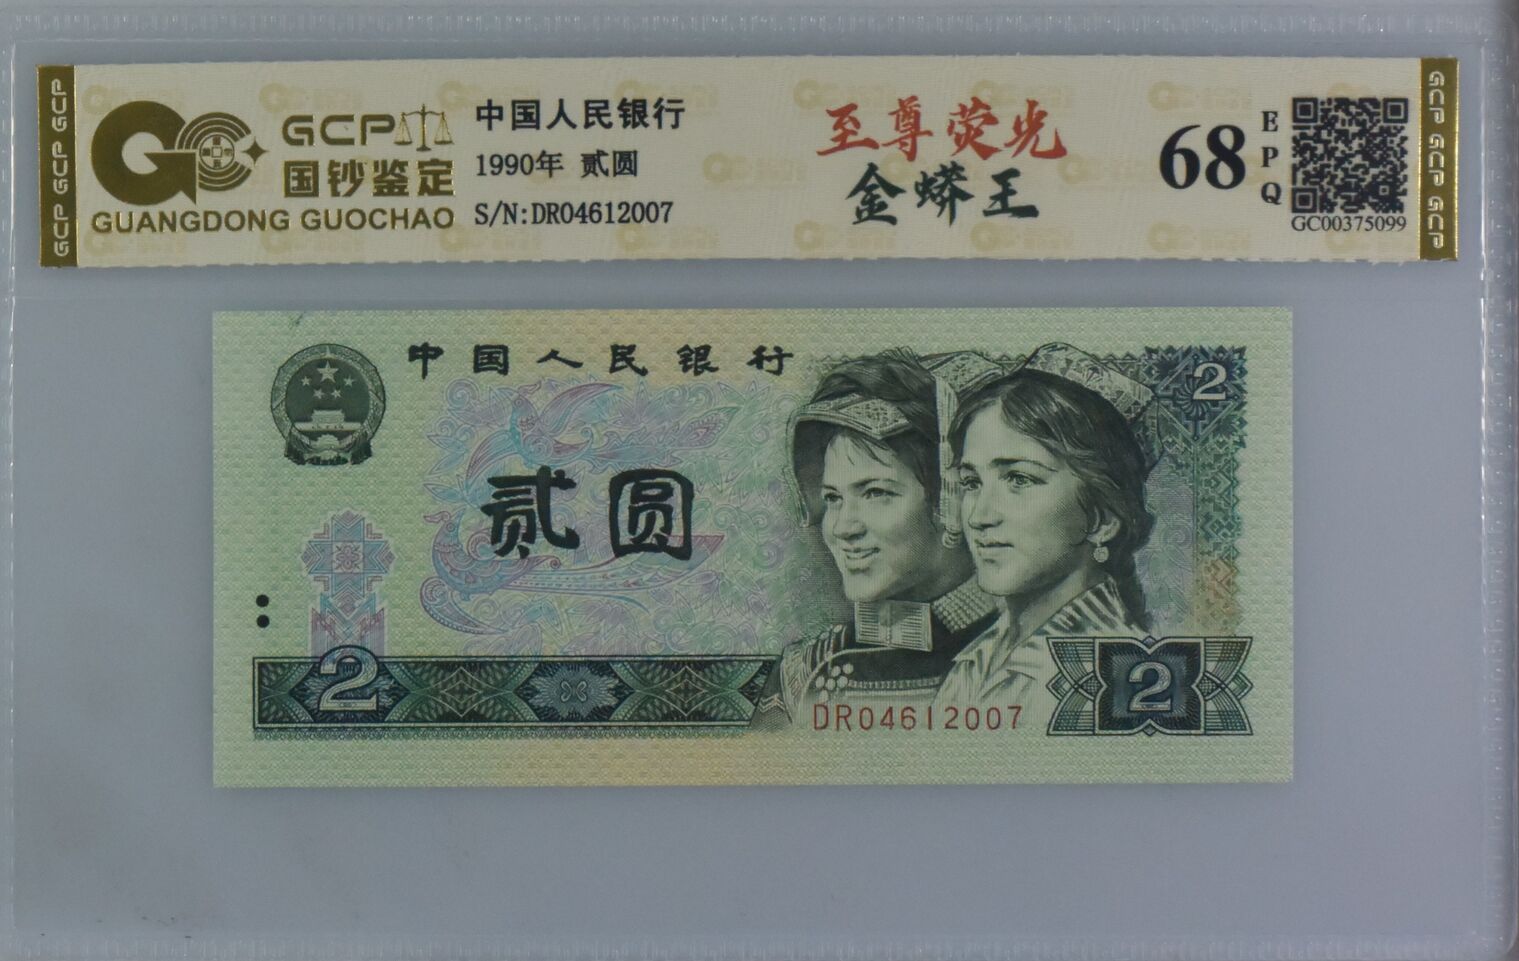 GCP GCP GCP
GCP
国钞鉴定
GUANGDONG GUOCHAO
中国人民银行
1990年 贰圆
S/N:DR04612007
至尊荧光
金蟒王
68
EPQ
GC00375099
GCP GCP GCP
中国人民银行
2
贰圆
2
2
DR04612007